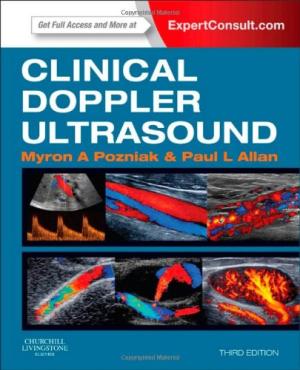 Get Full Access and More at
ExpertConsult.com
CLINICAL
DOPPLER
ULTRASOUND
Myron A Pozniak & Paul L Allan
CHURCHILL
LIVINGSTONE
ELSEVIER
THIRD EDITION